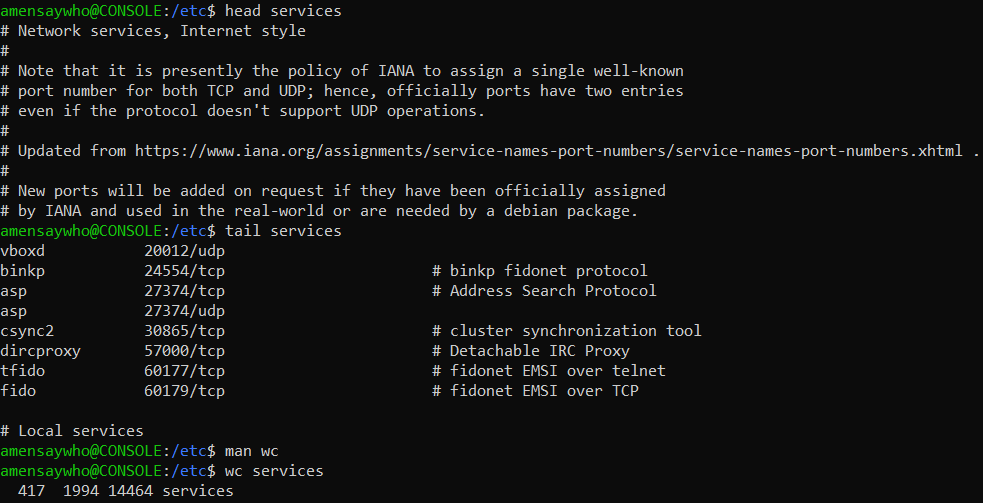 amensaywho@CONSOLE:/etc$ head services
# Network services, Internet style
#
# Note that it is presently the policy of IANA to assign a single well-known
# port number for both TCP and UDP; hence, officially ports have two entries
# even if the protocol doesn't support UDP operations.
#
# Updated from https://www.iana.org/assignments/service-names-port-numbers/service-names-port-numbers.xhtml .
#
# New ports will be added on request if they have been officially assigned
# by IANA and used in the real-world or are needed by a debian package.
amensaywho@CONSOLE:/etc$ tail services
vboxd           20012/udp
binkp           24554/tcp                       # binkp fidonet protocol
asp             27374/tcp                       # Address Search Protocol
asp             27374/udp
csync2          30865/tcp                       # cluster synchronization tool
dircproxy       57000/tcp                       # Detachable IRC Proxy
tfido           60177/tcp                       # fidonet EMSI over telnet
fido            60179/tcp                       # fidonet EMSI over TCP

# Local services
amensaywho@CONSOLE:/etc$ man wc
amensaywho@CONSOLE:/etc$ wc services
  417  1994 14464 services